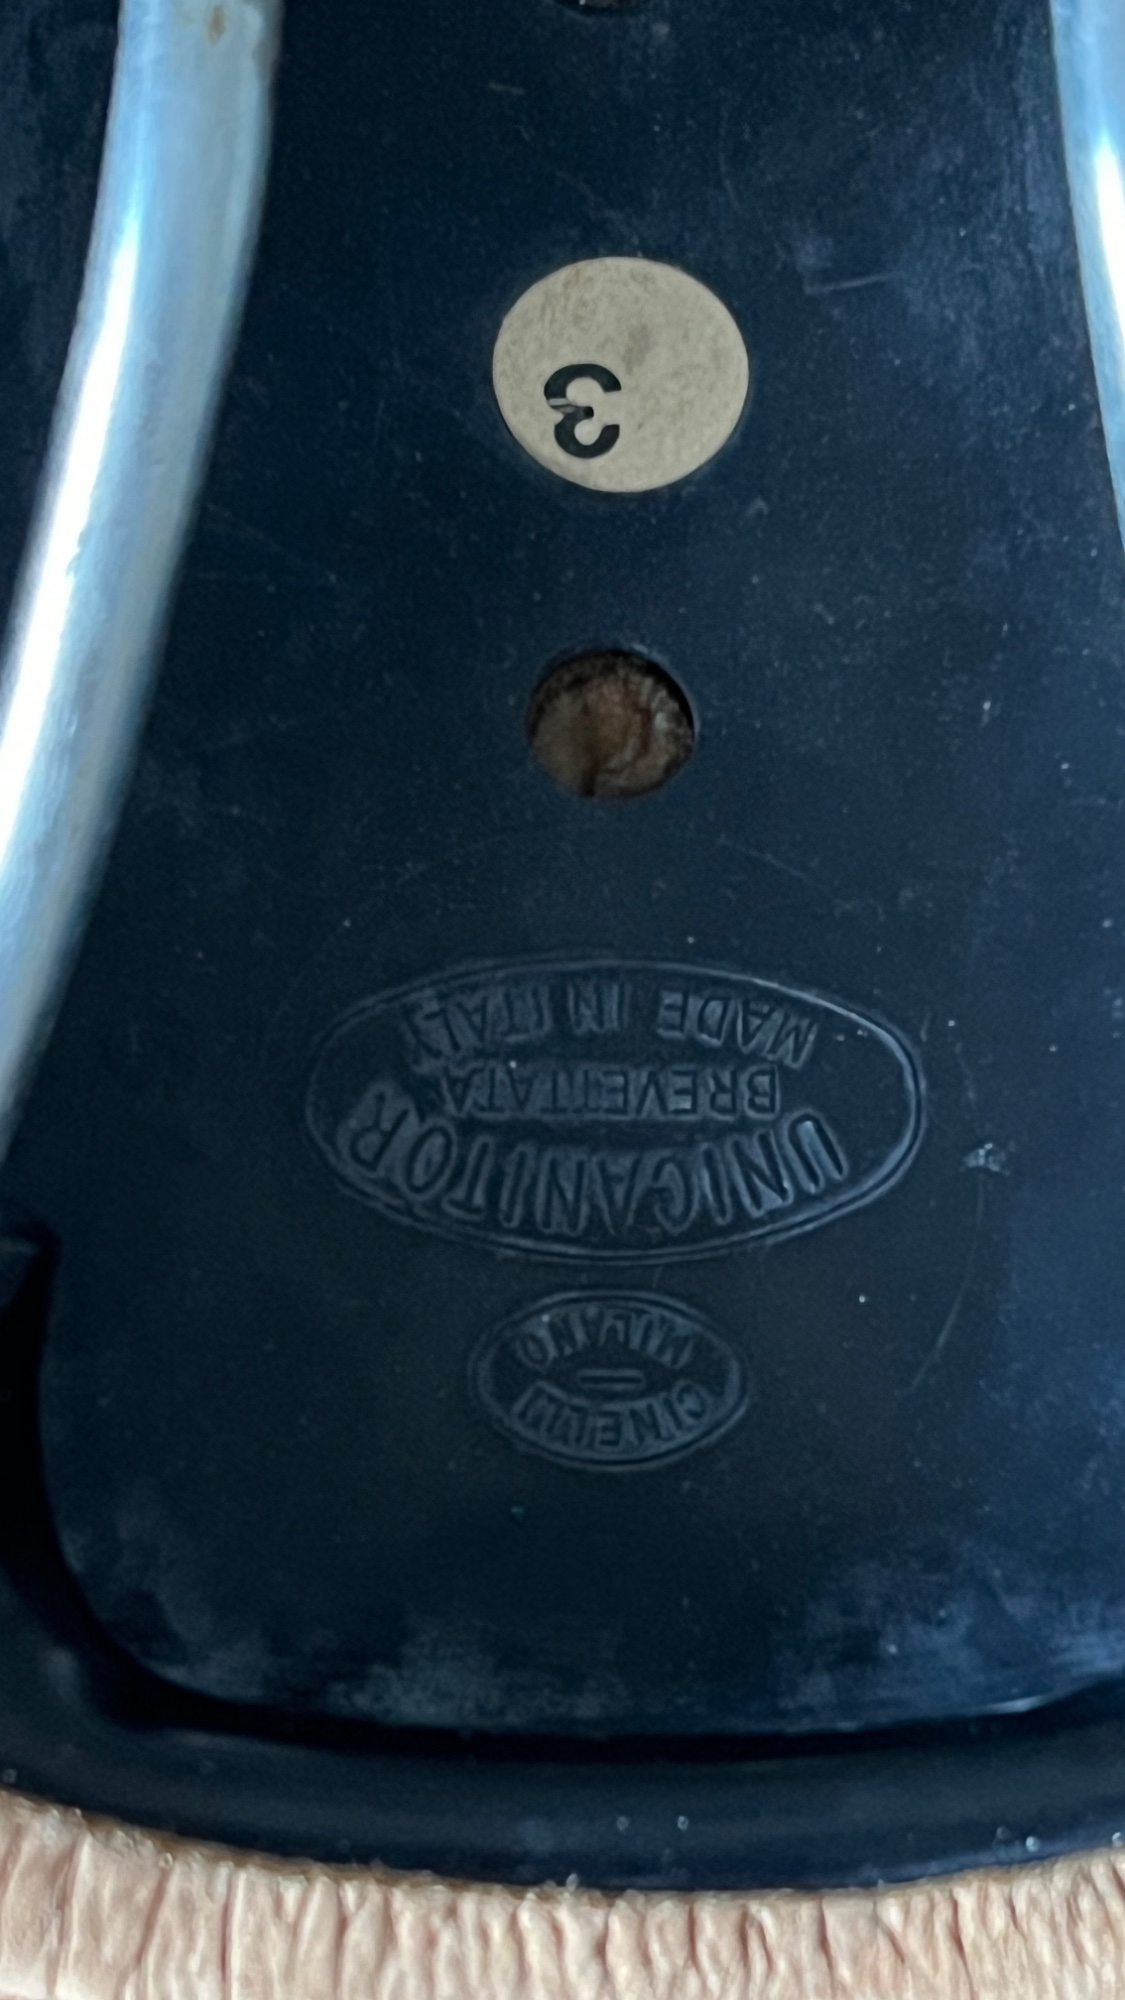 3
UNICANITOR
BREVETTATA
MADE IN ITALY
CINELLI
MILANO